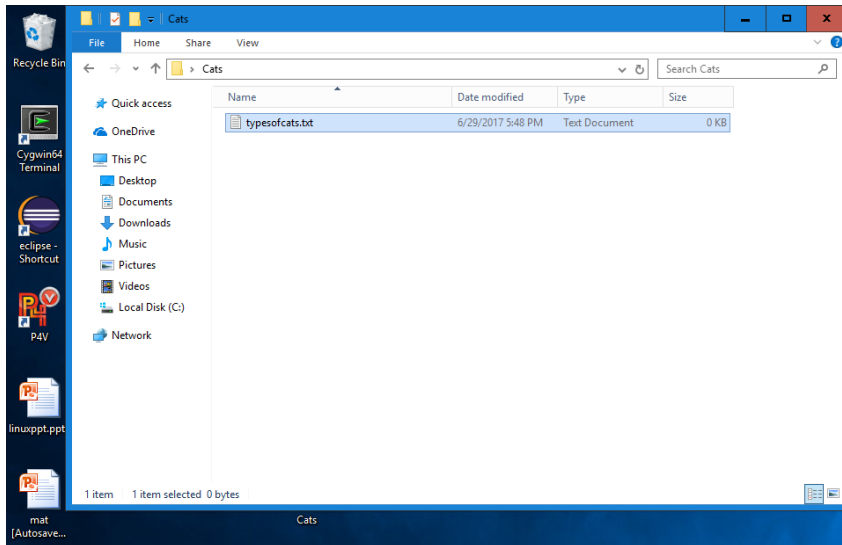 Recycle Bin
Cygwin64
Terminal
eclipse -
Shortcut
P4V
linuxppt.ppt
mat
[Autosave...
Cats
File Home Share View
Cats
Search Cats
Quick access
OneDrive
This PC
Desktop
Documents
Downloads
Music
Pictures
Videos
Local Disk (C:)
Network
Name Date modified Type Size
typesofcats.txt 6/29/2017 5:48 PM Text Document 0 KB
1 item 1 item selected 0 bytes
Cats